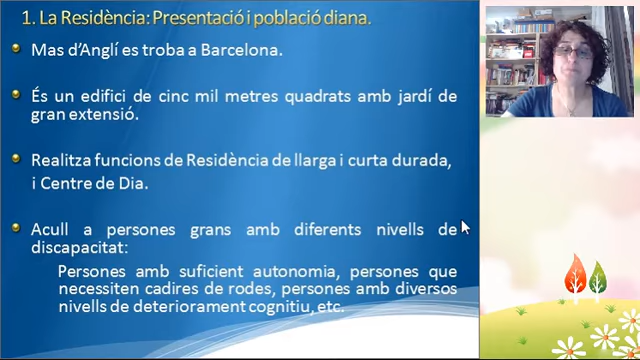 1. La Residència: Presentació i població diana.
Mas d'Anglí es troba a Barcelona.
És un edifici de cinc mil metres quadrats amb jardí de
gran extensió.
Realitza funcions de Residència de llarga i curta durada,
i Centre de Dia.
Acull a persones grans amb diferents nivells de
discapacitat:
Persones amb suficient autonomia, persones que
necessiten cadires de rodes, persones amb diversos
nivells de deteriorament cognitiu, etc.